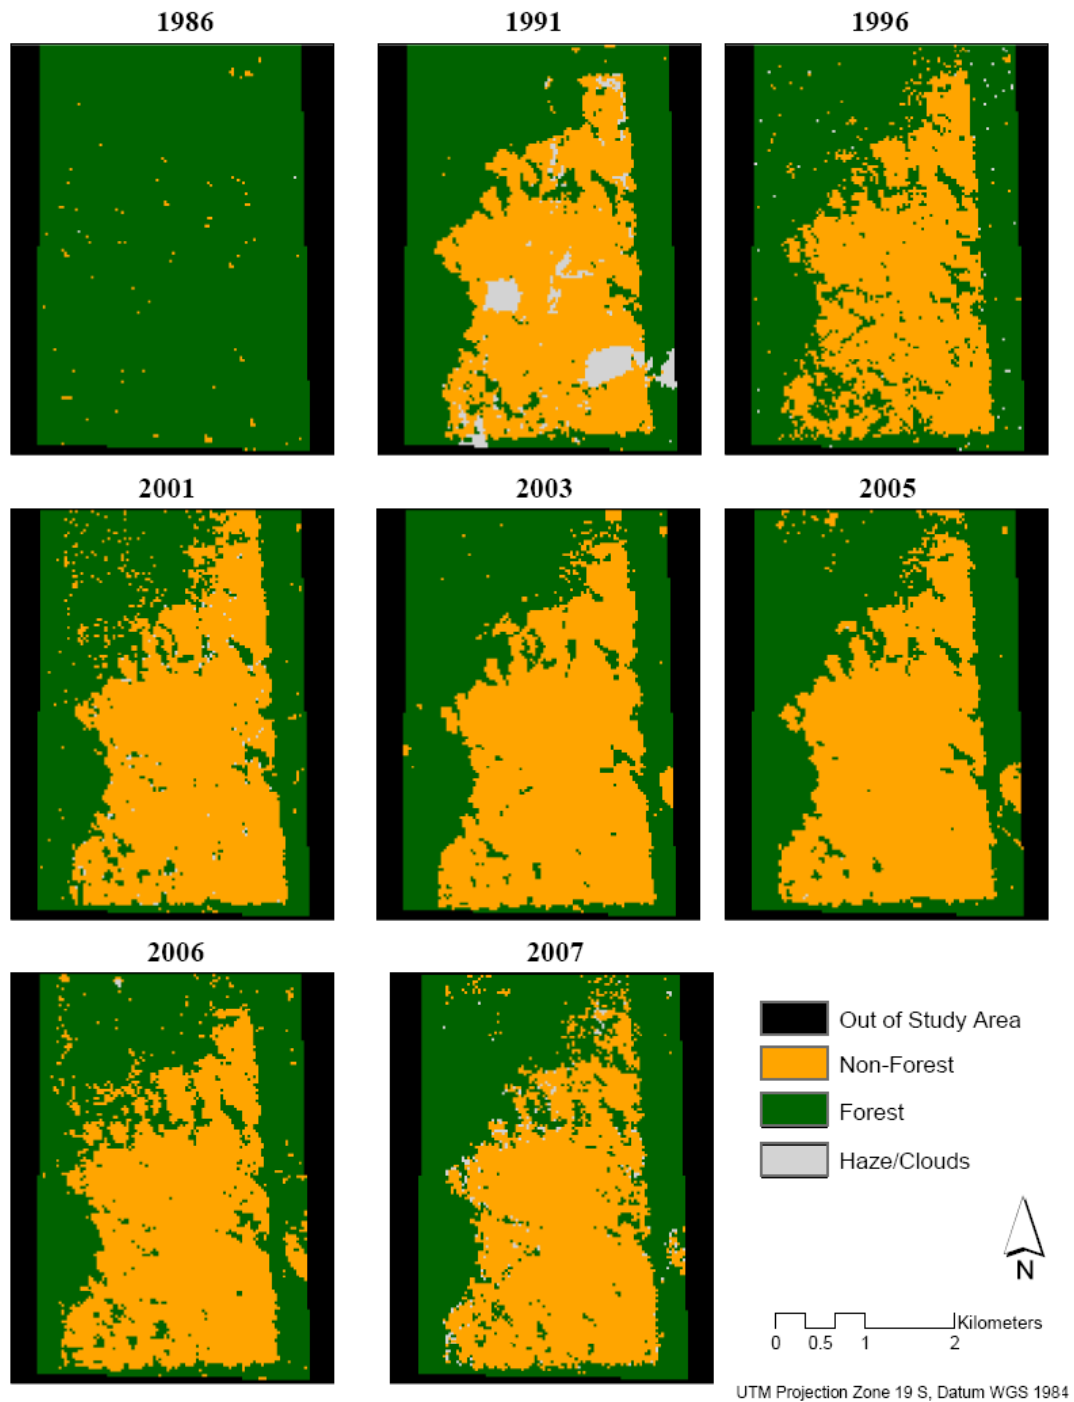 1986
1991
1996
2001
2003
2005
2006
2007
Out of Study Area
Non-Forest
Forest
Haze/Clouds
N
Kilometers
0 0.5 1 2
UTM Projection Zone 19 S, Datum WGS 1984